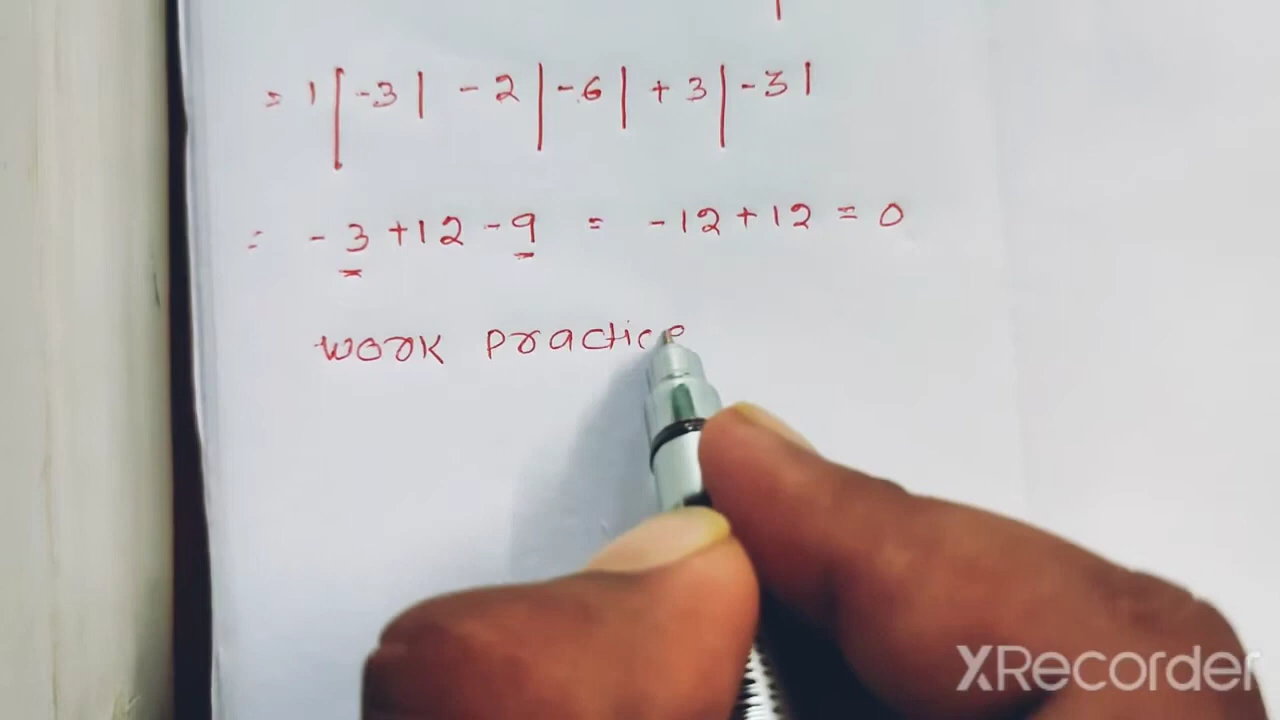 = 1 |-3| - 2 |-6| + 3 |-3|
= -3 + 12 - 9 = -12 + 12 = 0
work practice
XRecorder